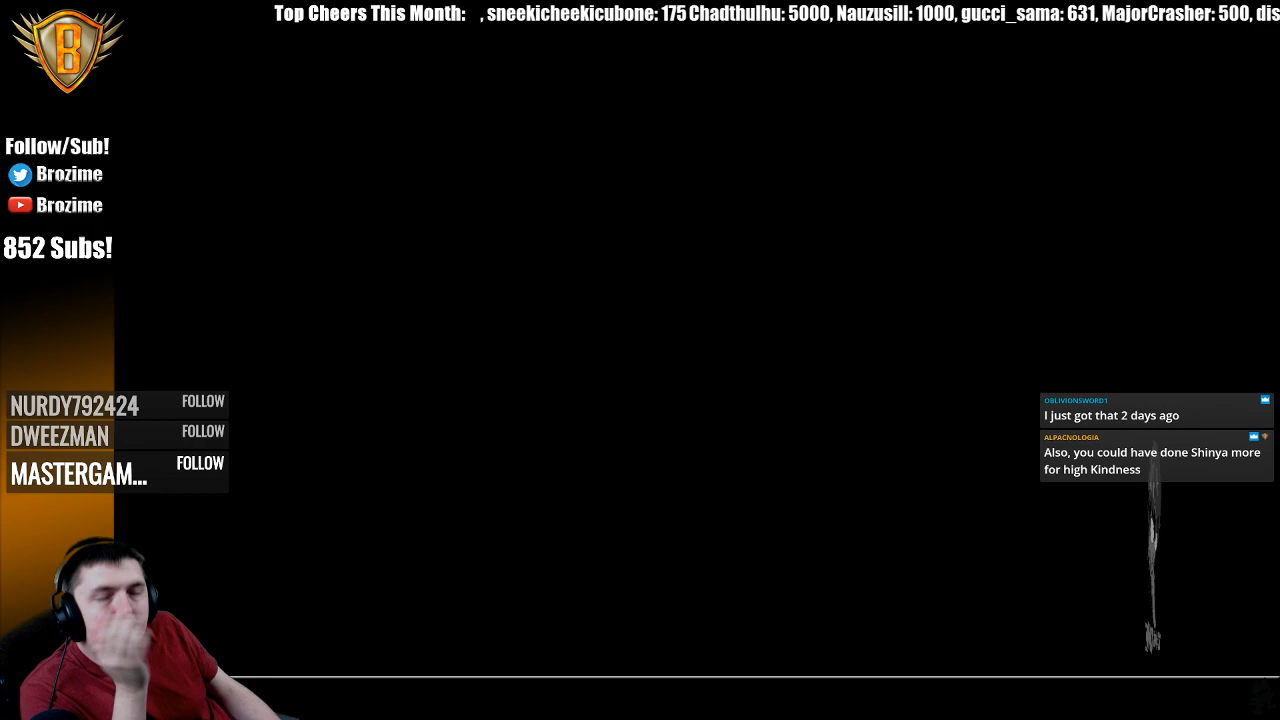 Top Cheers This Month: , sneekicheekicubone: 175 Chadthulhu: 5000, Nauzusill: 1000, gucci_sama: 631, MajorCrasher: 500, dis
B
Follow/Sub!
Brozime
Brozime
852 Subs!
NURDY792424 FOLLOW
DWEEZMAN FOLLOW
MASTERGAM... FOLLOW
OBLIVIONSWORD1
I just got that 2 days ago
ALPACNOLOGIA
Also, you could have done Shinya more
for high Kindness